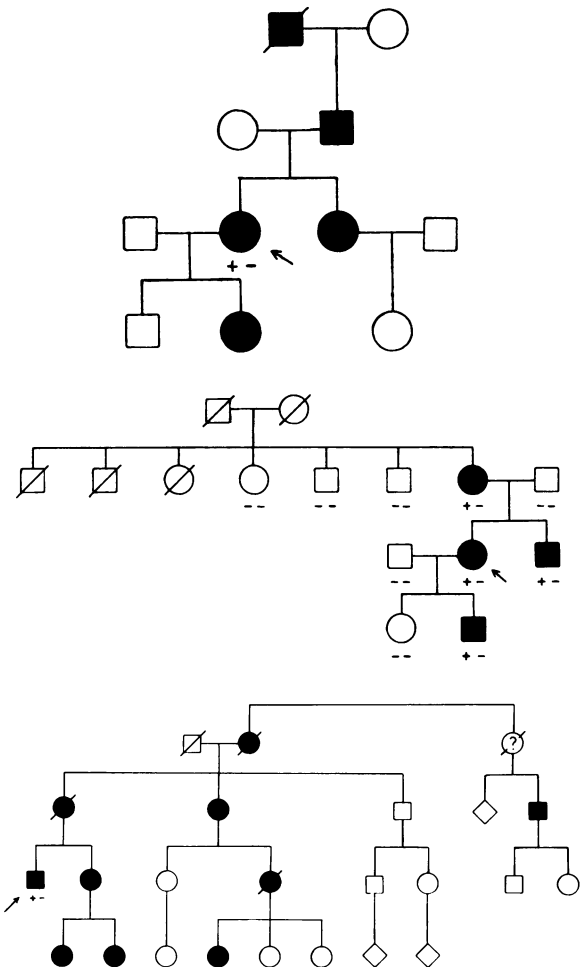 + -
- - - - - - + - - -
- - + - + -
- - + -
?
+ -